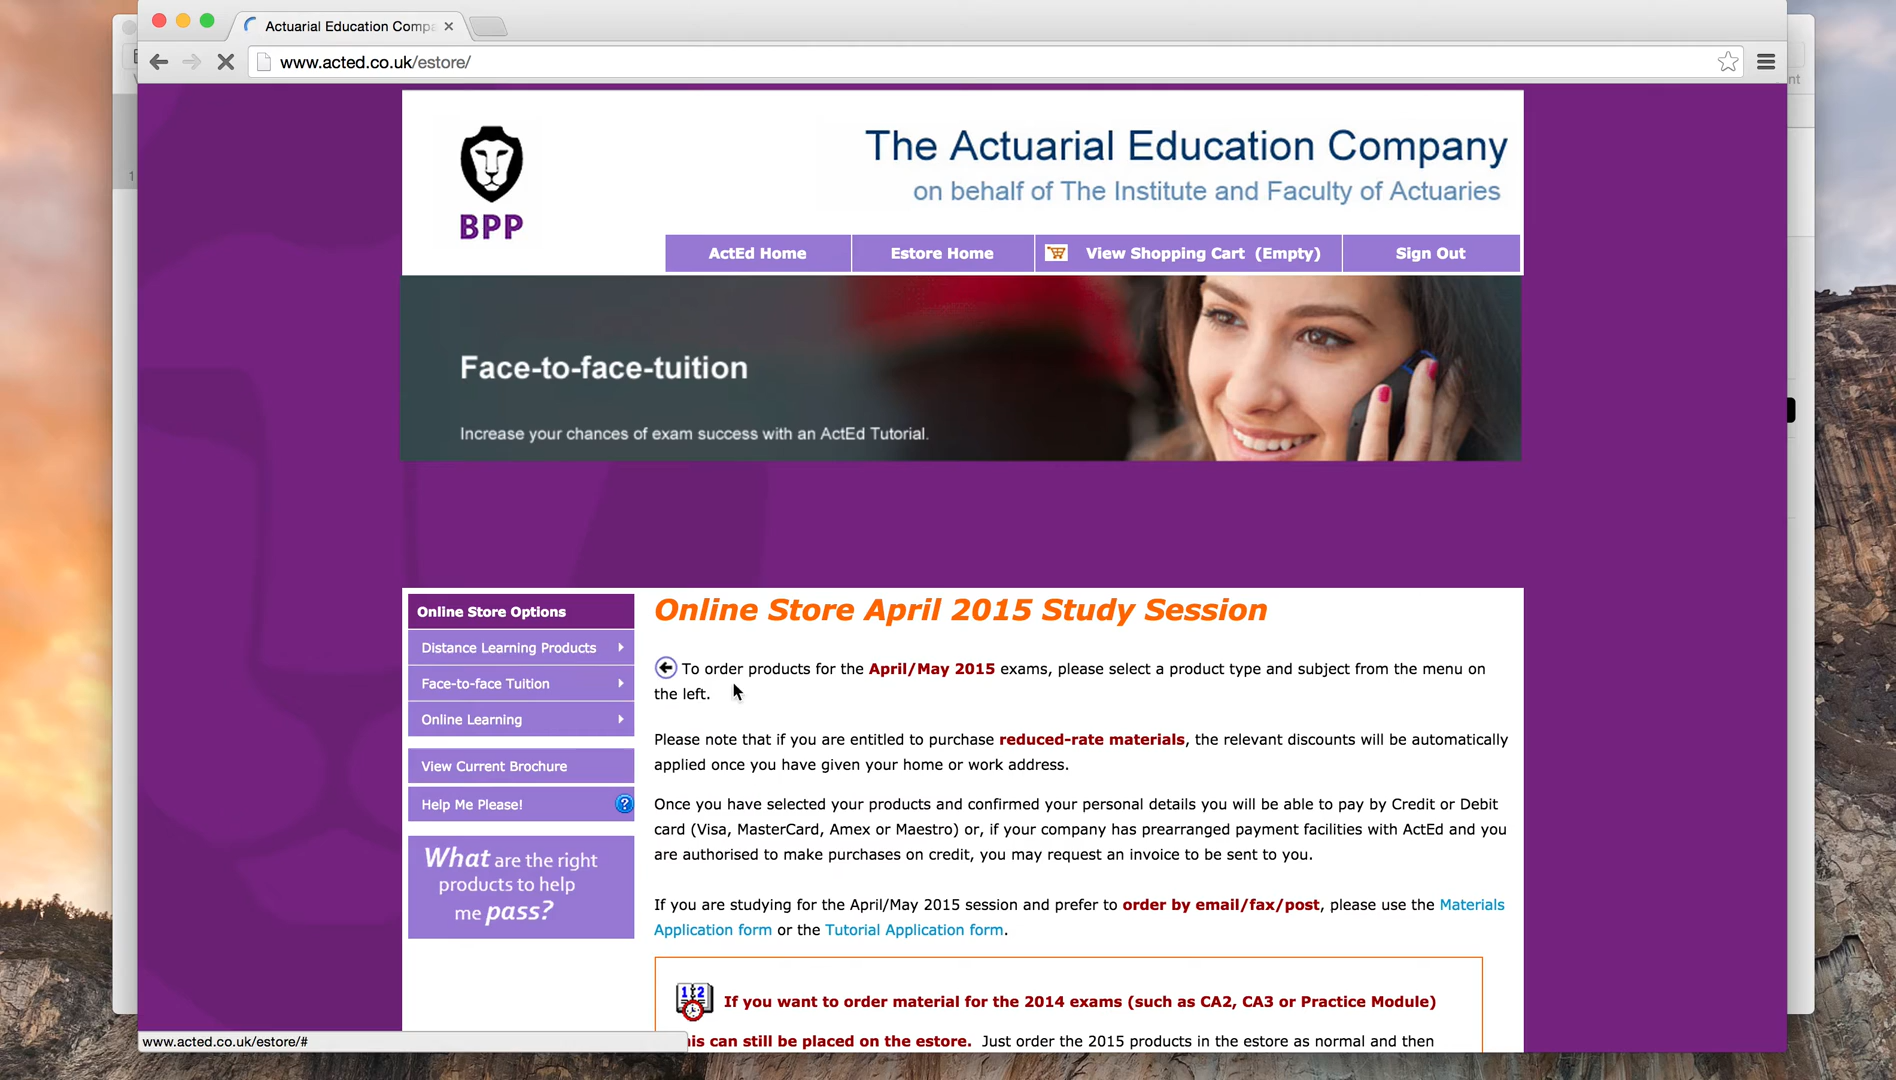 Actuarial Education Comp
www.acted.co.uk/estore/
nt
1
BPP
The Actuarial Education Company
on behalf of The Institute and Faculty of Actuaries
ActEd Home
Estore Home
View Shopping Cart (Empty)
Sign Out
Face-to-face-tuition
Increase your chances of exam success with an ActEd Tutorial.
Online Store Options
Distance Learning Products
Face-to-face Tuition
Online Learning
View Current Brochure
Help Me Please!
?
What are the right
products to help
me pass?
Online Store April 2015 Study Session
To order products for the April/May 2015 exams, please select a product type and subject from the menu on
the left.
Please note that if you are entitled to purchase reduced-rate materials, the relevant discounts will be automatically
applied once you have given your home or work address.
Once you have selected your products and confirmed your personal details you will be able to pay by Credit or Debit
card (Visa, MasterCard, Amex or Maestro) or, if your company has prearranged payment facilities with ActEd and you
are authorised to make purchases on credit, you may request an invoice to be sent to you.
If you are studying for the April/May 2015 session and prefer to order by email/fax/post, please use the Materials
Application form or the Tutorial Application form.
1 2
If you want to order material for the 2014 exams (such as CA2, CA3 or Practice Module)
his can still be placed on the estore. Just order the 2015 products in the estore as normal and then
www.acted.co.uk/estore/#